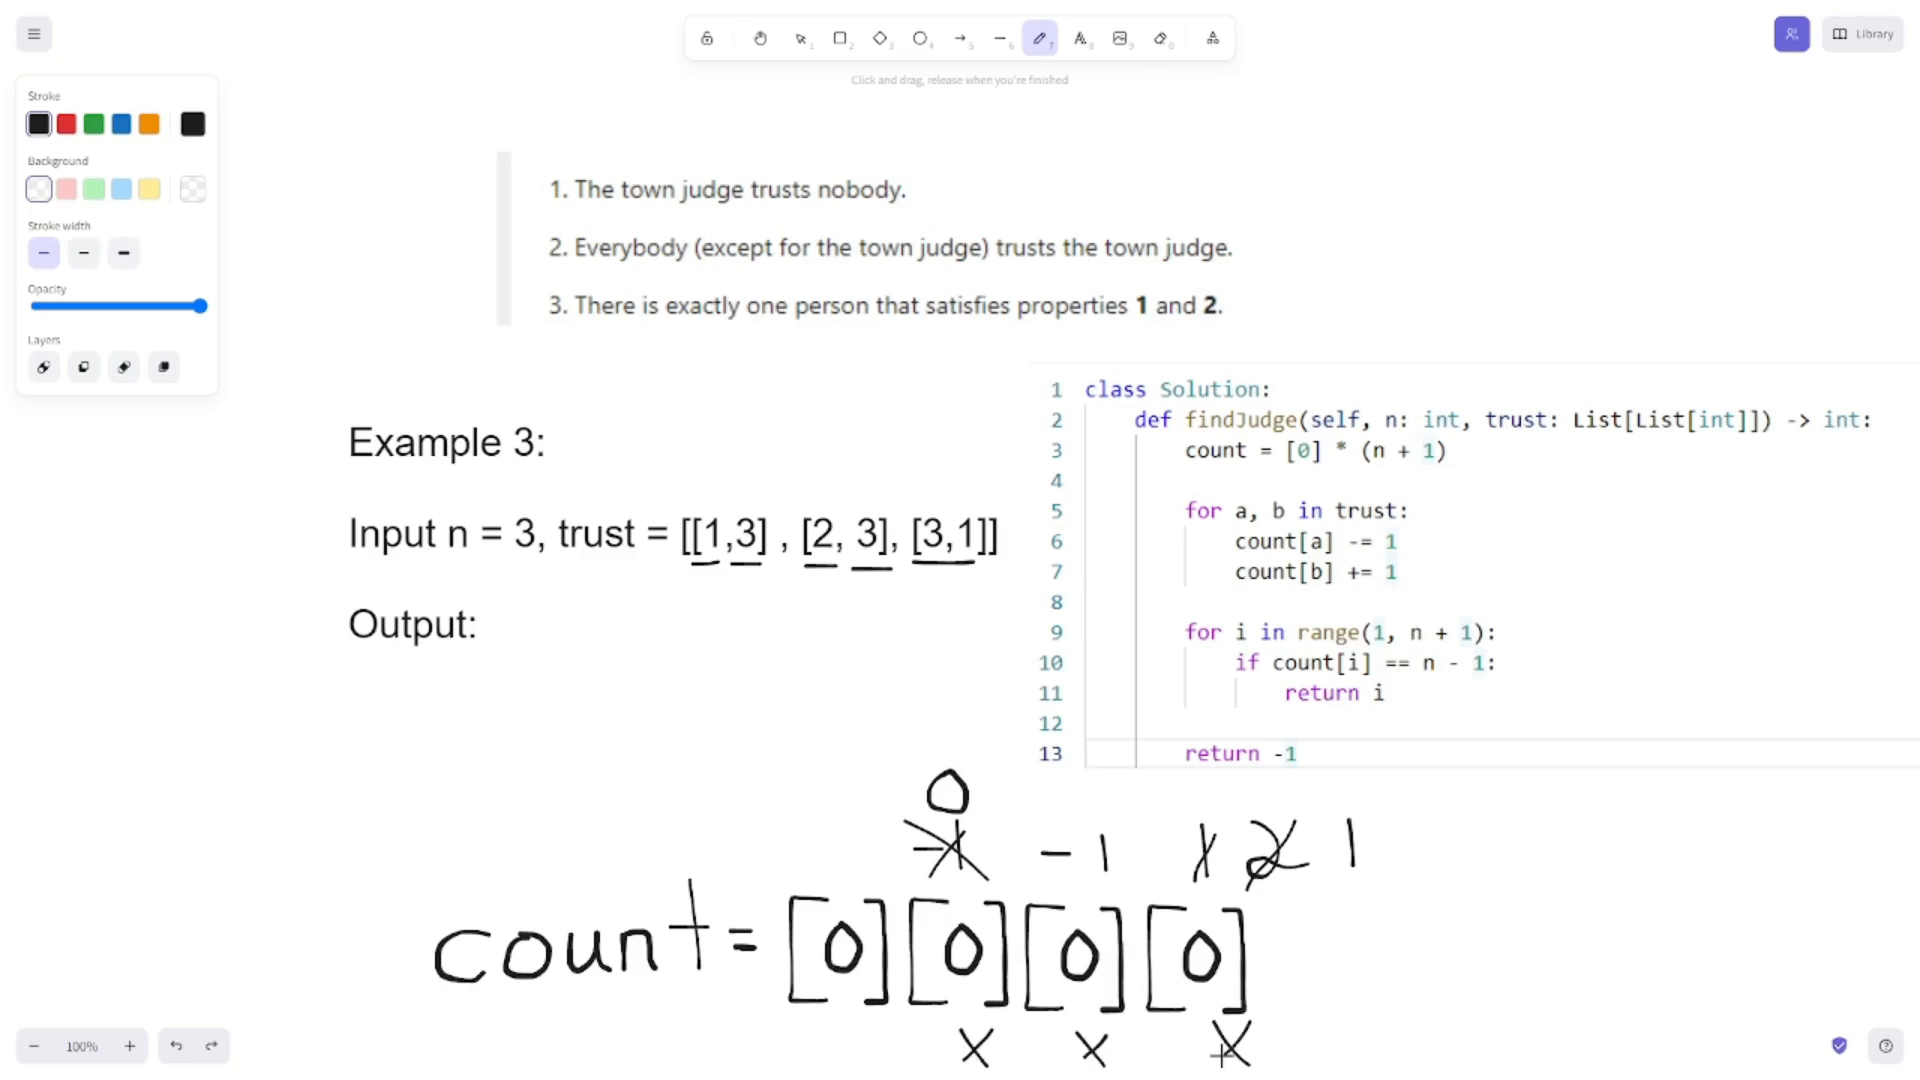 Library
Click and drag, release when you're finished
Stroke
Background
Stroke width
Opacity
Layers
1. The town judge trusts nobody.
2. Everybody (except for the town judge) trusts the town judge.
3. There is exactly one person that satisfies properties 1 and 2.
Example 3:
Input n = 3, trust = [[1,3] , [2, 3], [3,1]]
Output:
1 class Solution:
2 def findJudge(self, n: int, trust: List[List[int]]) -> int:
3 count = [0] * (n + 1)
4
5 for a, b in trust:
6 count[a] -= 1
7 count[b] += 1
8
9 for i in range(1, n + 1):
10 if count[i] == n - 1:
11 return i
12
13 return -1
0
-1 -1 1 2 1
count = [0] [0] [0] [0]
x x x
100%